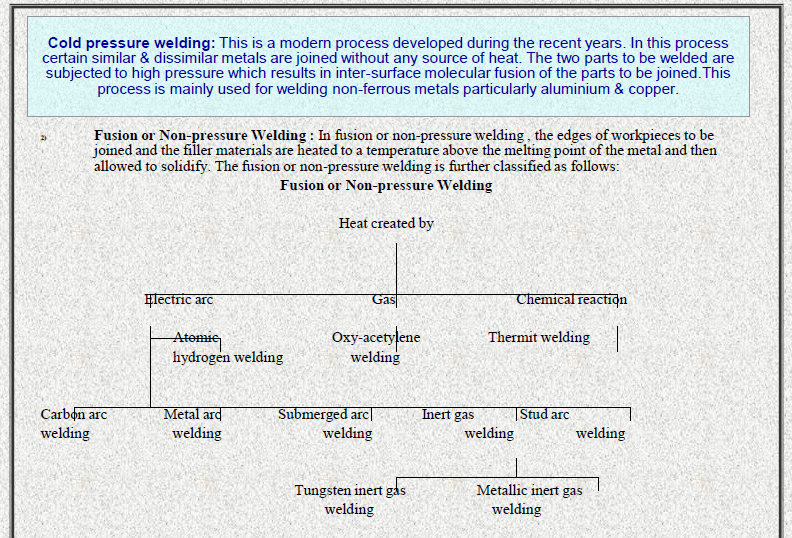 Cold pressure welding: This is a modern process developed during the recent years. In this process
certain similar & dissimilar metals are joined without any source of heat. The two parts to be welded are
subjected to high pressure which results in inter-surface molecular fusion of the parts to be joined.This
process is mainly used for welding non-ferrous metals particularly aluminium & copper.
2) Fusion or Non-pressure Welding : In fusion or non-pressure welding , the edges of workpieces to be
joined and the filler materials are heated to a temperature above the melting point of the metal and then
allowed to solidify. The fusion or non-pressure welding is further classified as follows:
Fusion or Non-pressure Welding
Heat created by
Electric arc Gas Chemical reaction
Atomic Oxy-acetylene Thermit welding
hydrogen welding welding
Carbon arc Metal arc Submerged arc Inert gas Stud arc
welding welding welding welding welding
Tungsten inert gas Metallic inert gas
welding welding